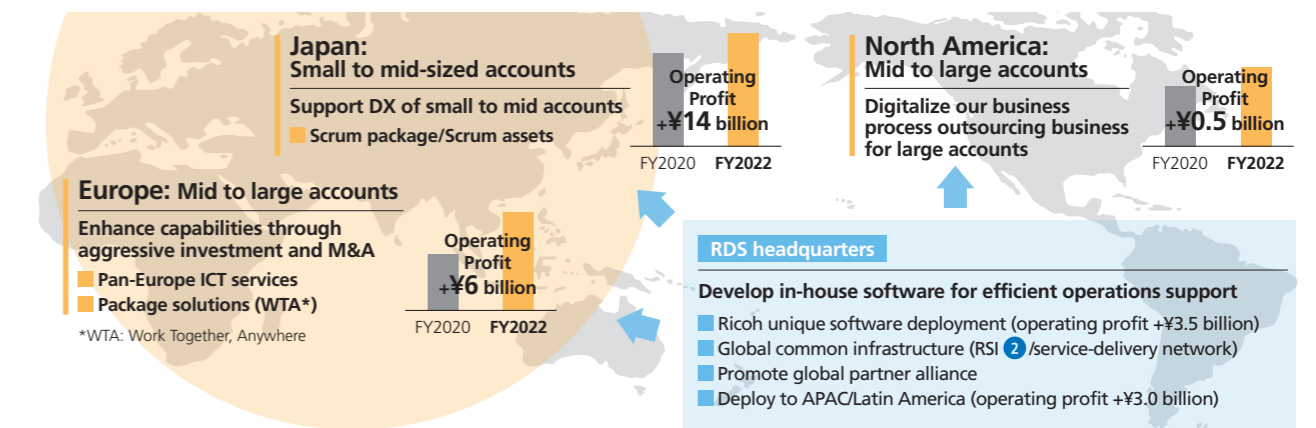 Japan:
Small to mid-sized accounts
Support DX of small to mid accounts
Scrum package/Scrum assets
Operating
Profit
+¥14 billion
FY2020 FY2022
North America:
Mid to large accounts
Digitalize our business
process outsourcing business
for large accounts
Operating
Profit
+¥0.5 billion
FY2020 FY2022
Europe: Mid to large accounts
Enhance capabilities through
aggressive investment and M&A
Pan-Europe ICT services
Package solutions (WTA*)
*WTA: Work Together, Anywhere
Operating
Profit
+¥6 billion
FY2020 FY2022
RDS headquarters
Develop in-house software for efficient operations support
Ricoh unique software deployment (operating profit +¥3.5 billion)
Global common infrastructure (RSI 2 /service-delivery network)
Promote global partner alliance
Deploy to APAC/Latin America (operating profit +¥3.0 billion)